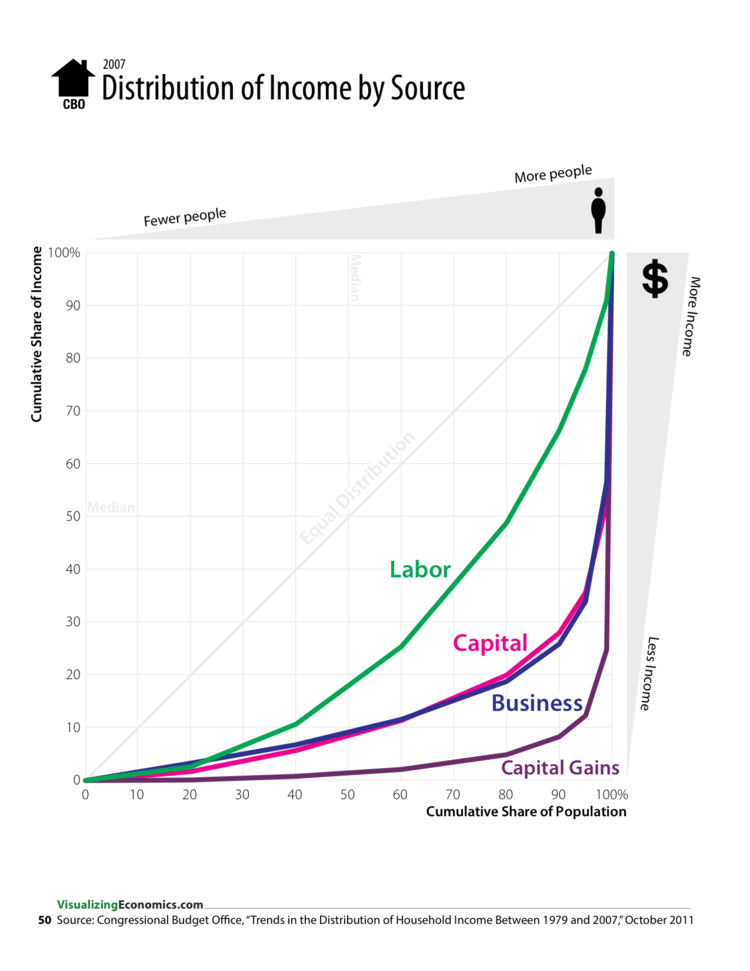 2007
Distribution of Income by Source
CBO
More people
Fewer people
Cumulative Share of Income
100%
90
80
70
60
50
40
30
20
10
0
Median
Median
Equal Distribution
$
More Income
Less Income
Labor
Capital
Business
Capital Gains
0 10 20 30 40 50 60 70 80 90 100%
Cumulative Share of Population
VisualizingEconomics.com
50 Source: Congressional Budget Office, “Trends in the Distribution of Household Income Between 1979 and 2007,” October 2011